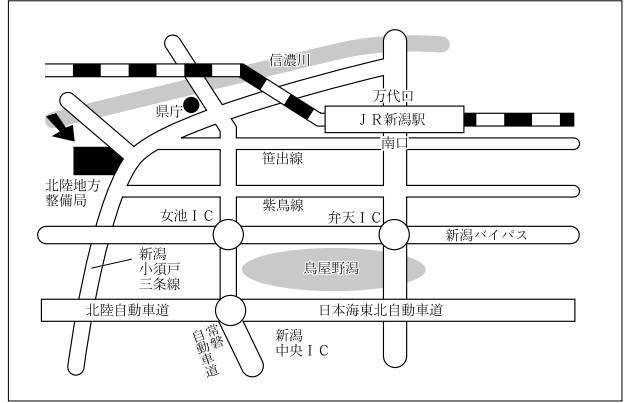 信濃川
万代口
県庁
ＪＲ新潟駅
南口
笹出線
北陸地方
整備局
紫鳥線
女池ＩＣ
弁天ＩＣ
新潟バイパス
新潟
小須戸
三条線
鳥屋野潟
北陸自動車道
日本海東北自動車道
常磐
自動車道
新潟
中央ＩＣ